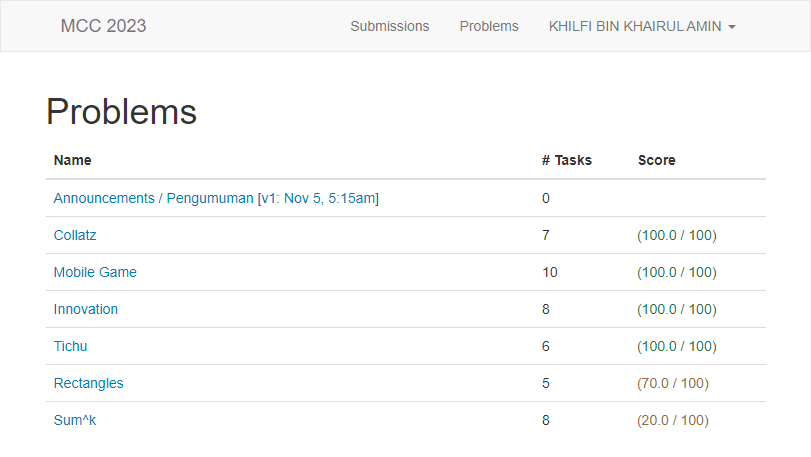 MCC 2023 Submissions Problems KHILFI BIN KHAIRUL AMIN
Problems
Name # Tasks Score
Announcements / Pengumuman [v1: Nov 5, 5:15am] 0
Collatz 7 (100.0 / 100)
Mobile Game 10 (100.0 / 100)
Innovation 8 (100.0 / 100)
Tichu 6 (100.0 / 100)
Rectangles 5 (70.0 / 100)
Sum^k 8 (20.0 / 100)